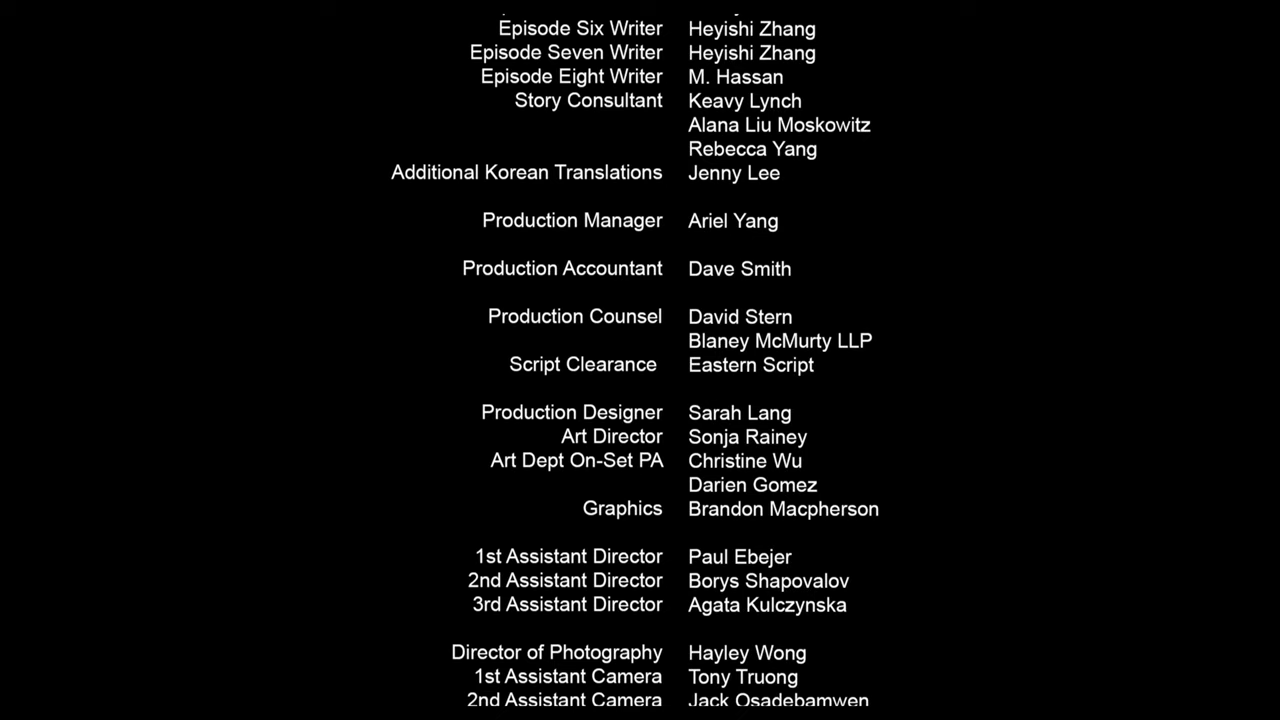 Episode Six Writer Heyishi Zhang
Episode Seven Writer Heyishi Zhang
Episode Eight Writer M. Hassan
Story Consultant Keavy Lynch
Alana Liu Moskowitz
Rebecca Yang
Additional Korean Translations Jenny Lee
Production Manager Ariel Yang
Production Accountant Dave Smith
Production Counsel David Stern
Blaney McMurty LLP
Script Clearance Eastern Script
Production Designer Sarah Lang
Art Director Sonja Rainey
Art Dept On-Set PA Christine Wu
Darien Gomez
Graphics Brandon Macpherson
1st Assistant Director Paul Ebejer
2nd Assistant Director Borys Shapovalov
3rd Assistant Director Agata Kulczynska
Director of Photography Hayley Wong
1st Assistant Camera Tony Truong
2nd Assistant Camera Jack Osadebamwen